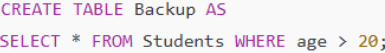 CREATE TABLE Backup AS
SELECT * FROM Students WHERE age > 20;